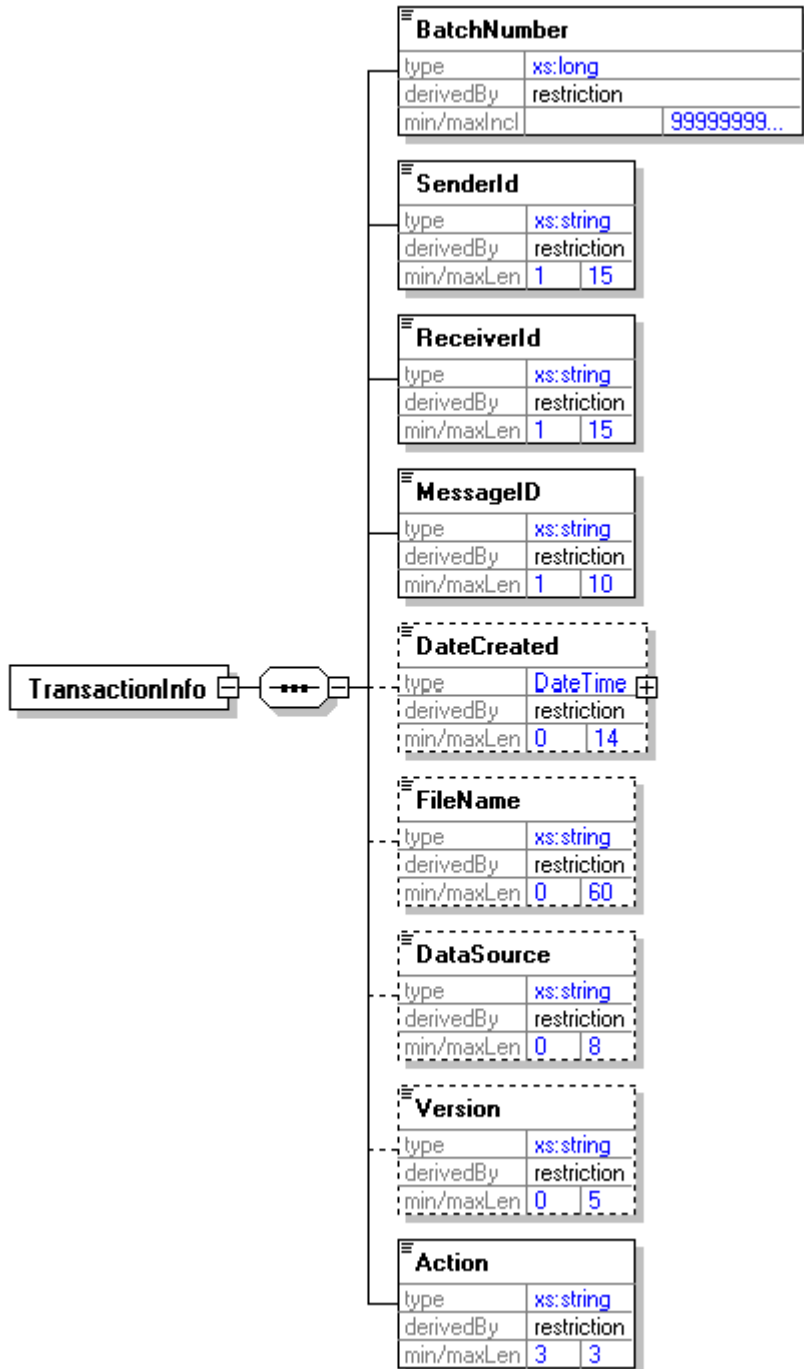 BatchNumber
type xs:long
derivedBy restriction
min/maxIncl 99999999...
SenderId
type xs:string
derivedBy restriction
min/maxLen 1 15
ReceiverId
type xs:string
derivedBy restriction
min/maxLen 1 15
MessageID
type xs:string
derivedBy restriction
min/maxLen 1 10
TransactionInfo
DateCreated
type DateTime
derivedBy restriction
min/maxLen 0 14
FileName
type xs:string
derivedBy restriction
min/maxLen 0 60
DataSource
type xs:string
derivedBy restriction
min/maxLen 0 8
Version
type xs:string
derivedBy restriction
min/maxLen 0 5
Action
type xs:string
derivedBy restriction
min/maxLen 3 3